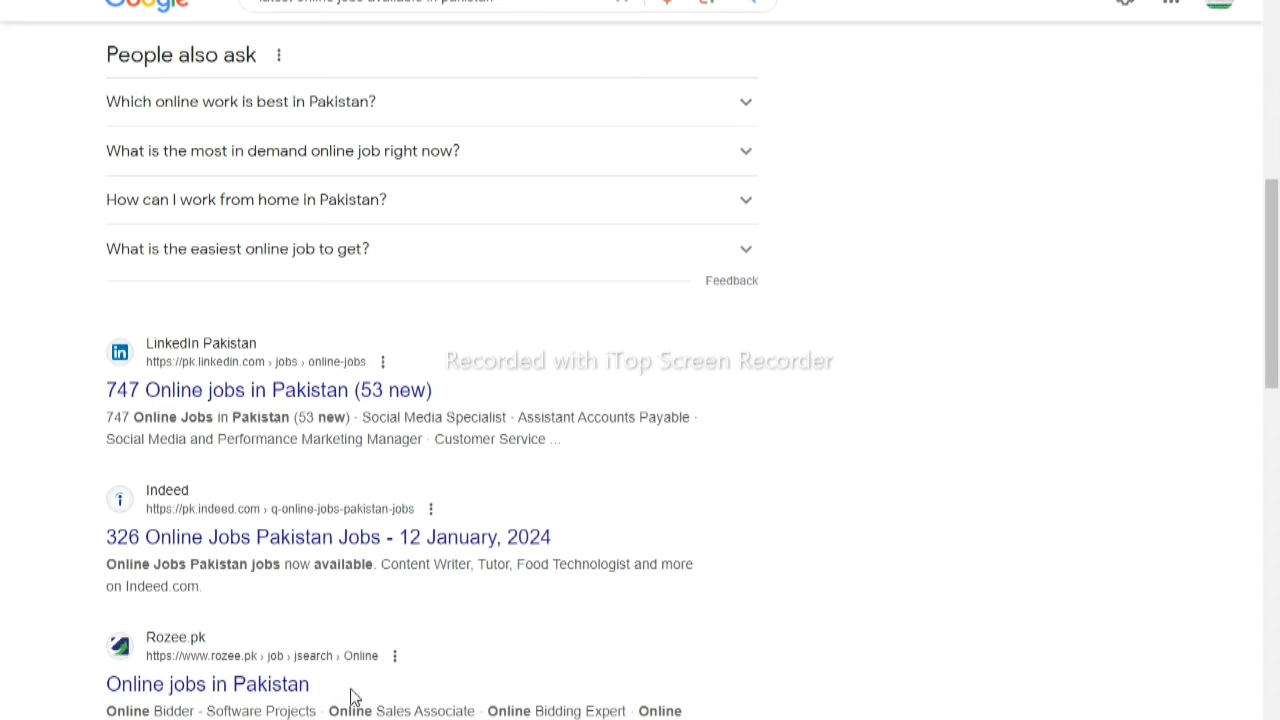 Google
latest online jobs available in pakistan
People also ask
Which online work is best in Pakistan?
What is the most in demand online job right now?
How can I work from home in Pakistan?
What is the easiest online job to get?
Feedback
LinkedIn Pakistan
https://pk.linkedin.com › jobs › online-jobs
Recorded with iTop Screen Recorder
747 Online jobs in Pakistan (53 new)
747 Online Jobs in Pakistan (53 new) · Social Media Specialist · Assistant Accounts Payable ·
Social Media and Performance Marketing Manager · Customer Service ...
Indeed
https://pk.indeed.com › q-online-jobs-pakistan-jobs
326 Online Jobs Pakistan Jobs - 12 January, 2024
Online Jobs Pakistan jobs now available. Content Writer, Tutor, Food Technologist and more
on Indeed.com.
Rozee.pk
https://www.rozee.pk › job › jsearch › Online
Online jobs in Pakistan
Online Bidder - Software Projects · Online Sales Associate · Online Bidding Expert · Online